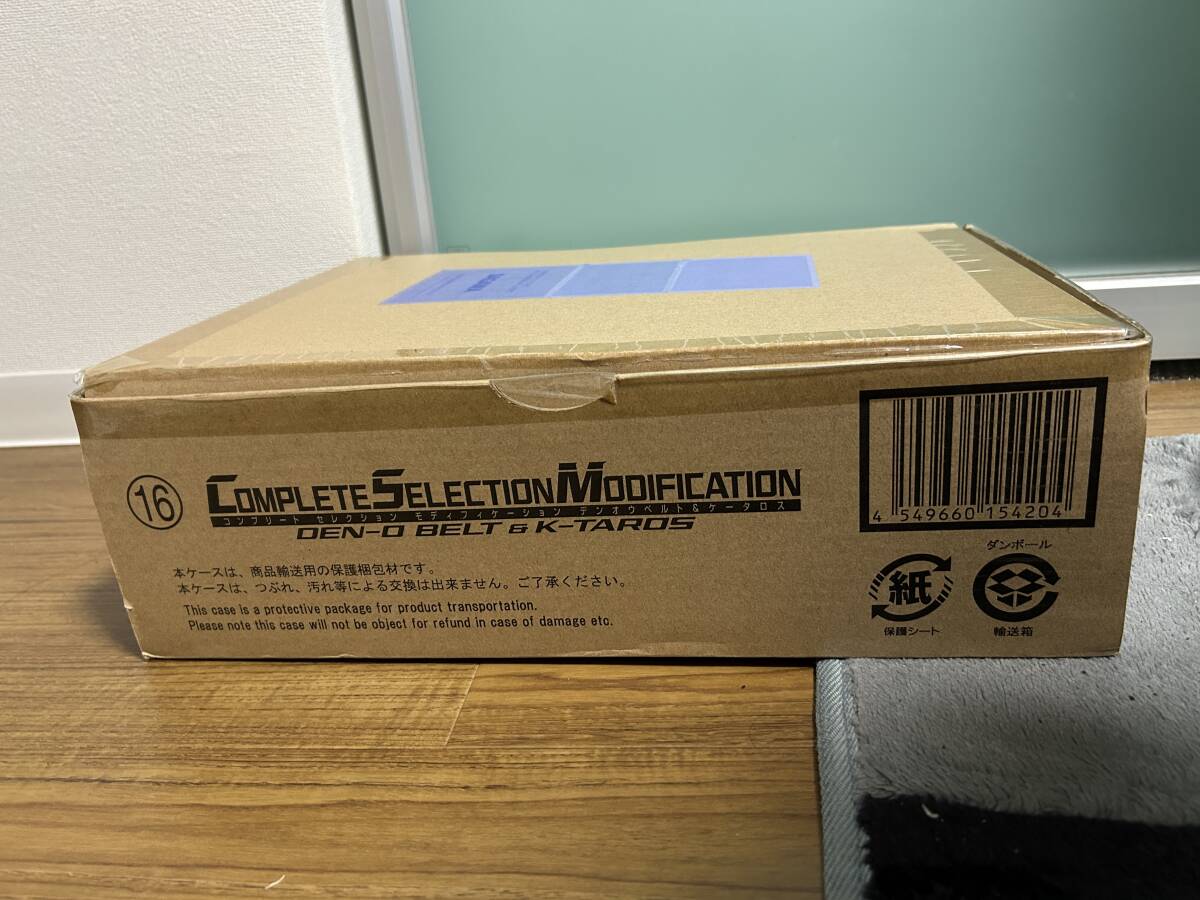 16
COMPLETE SELECTION MODIFICATION
コンプリート セレクション モディフィケーション デンオウベルト&ケータロス
DEN-O BELT & K-TAROS
本ケースは、商品輸送用の保護梱包材です。
本ケースは、つぶれ、汚れ等による交換は出来ません。ご了承ください。
This case is a protective package for product transportation.
Please note this case will not be object for refund in case of damage etc.
4 549660 154204
紙
保護シート
ダンボール
輸送箱